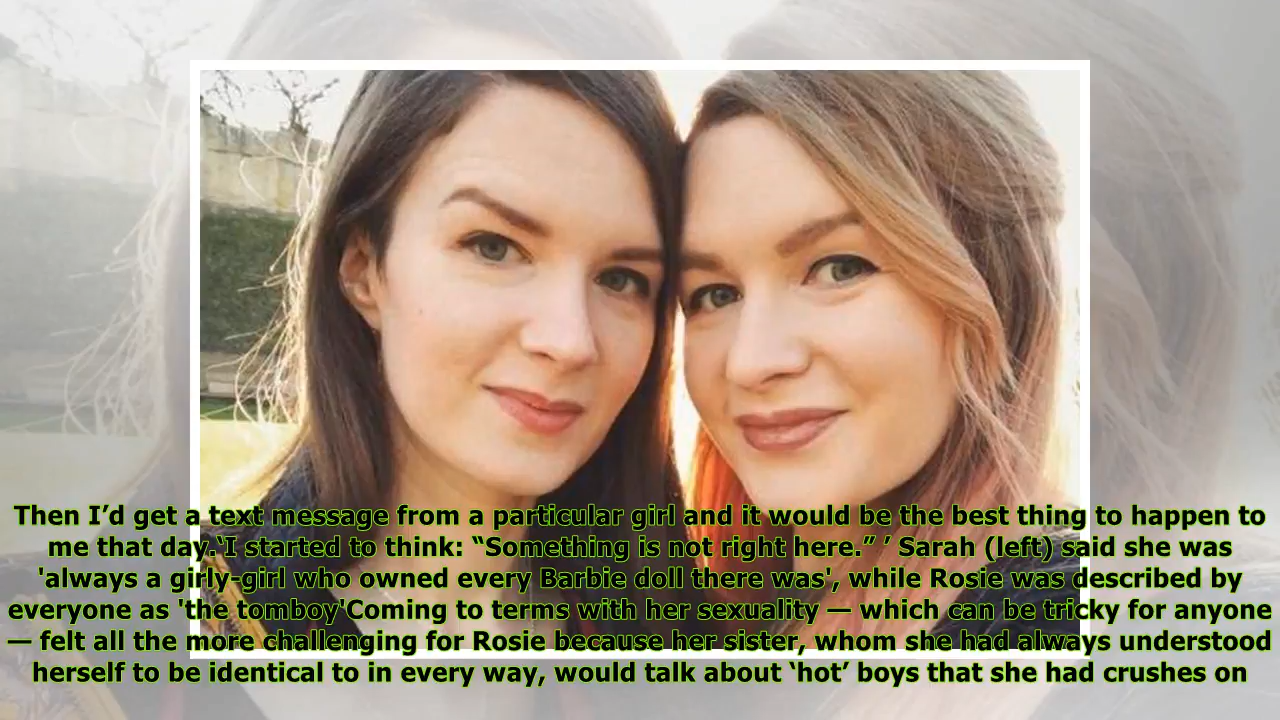 Then I’d get a text message from a particular girl and it would be the best thing to happen to
me that day.‘I started to think: “Something is not right here.” ’ Sarah (left) said she was
'always a girly-girl who owned every Barbie doll there was', while Rosie was described by
everyone as 'the tomboy'Coming to terms with her sexuality — which can be tricky for anyone
— felt all the more challenging for Rosie because her sister, whom she had always understood
herself to be identical to in every way, would talk about ‘hot’ boys that she had crushes on